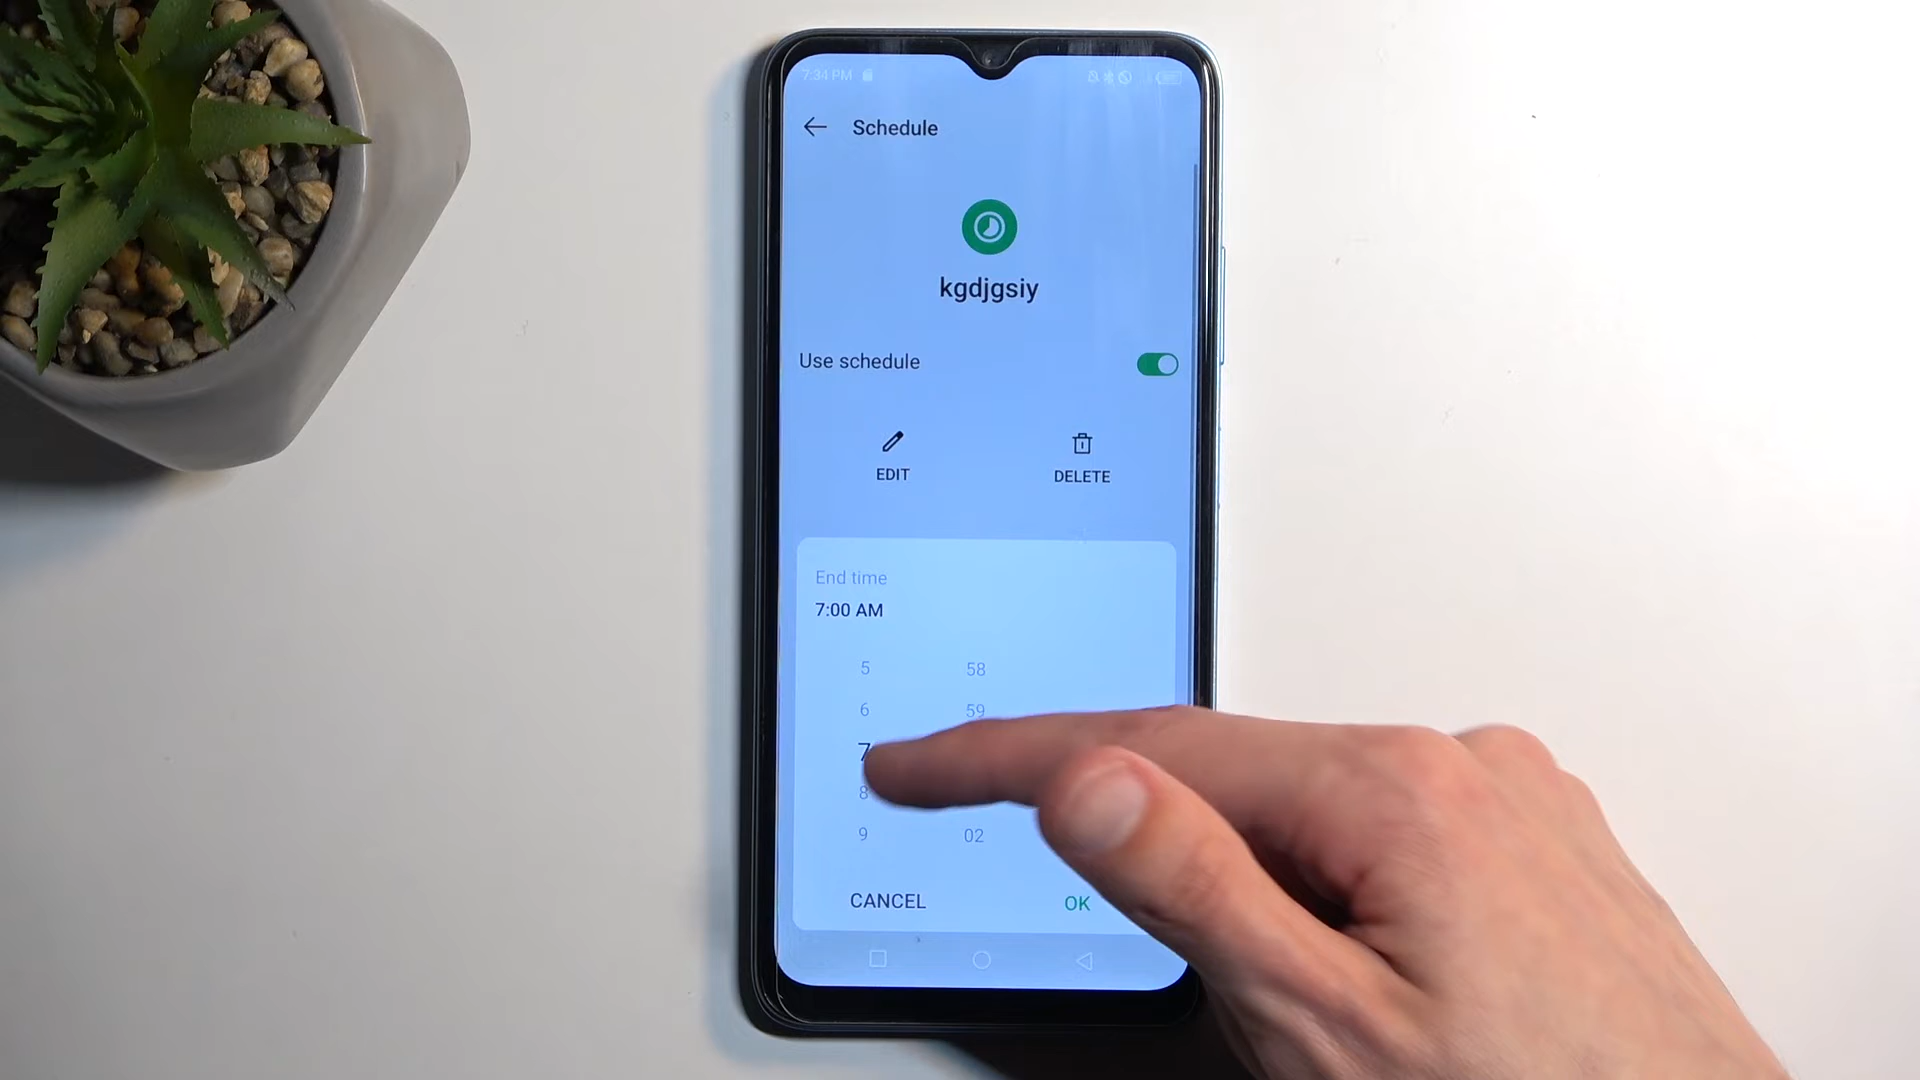 7:34 PM
Schedule
kgdjgsiy
Use schedule
EDIT
DELETE
End time
7:00 AM
5 58
6 59
7
8
9 02
CANCEL
OK